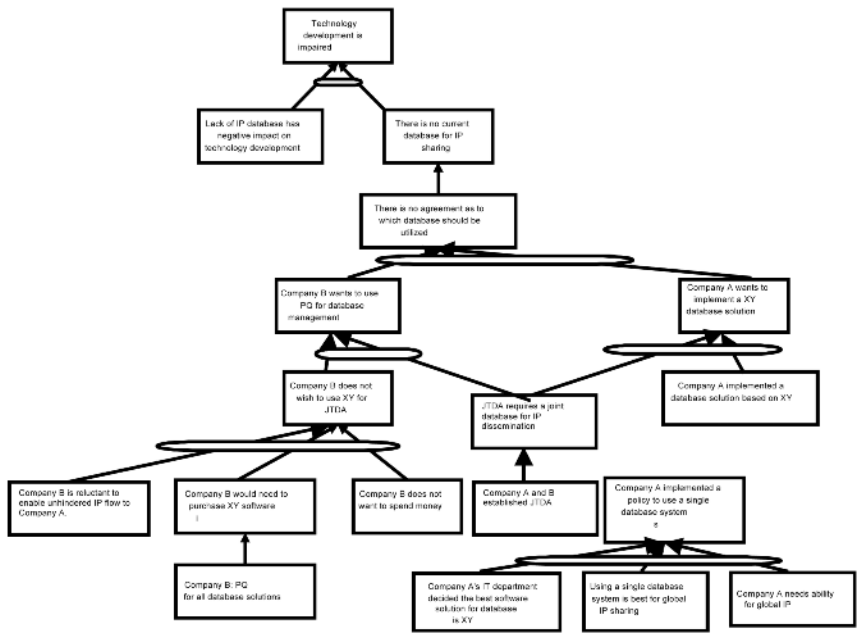 Technology
development is
impaired
Lack of IP database has
negative impact on
technology development
There is no current
database for IP
sharing
There is no agreement as to
which database should be
utilized
Company B wants to use
PQ for database
management
Company A wants to
implement a XY
database solution
Company B does not
wish to use XY for
JTDA
JTDA requires a joint
database for IP
dissemination
Company A implemented a
database solution based on XY
Company B is reluctant to
enable unhindered IP flow to
Company A.
Company B would need to
purchase XY software
l
Company B does not
want to spend money
Company A and B
established JTDA
Company A implemented a
policy to use a single
database system
s
Company B: PQ
for all database solutions
Company A's IT department
decided the best software
solution for database
is XY
Using a single database
system is best for global
IP sharing
Company A needs ability
for global IP